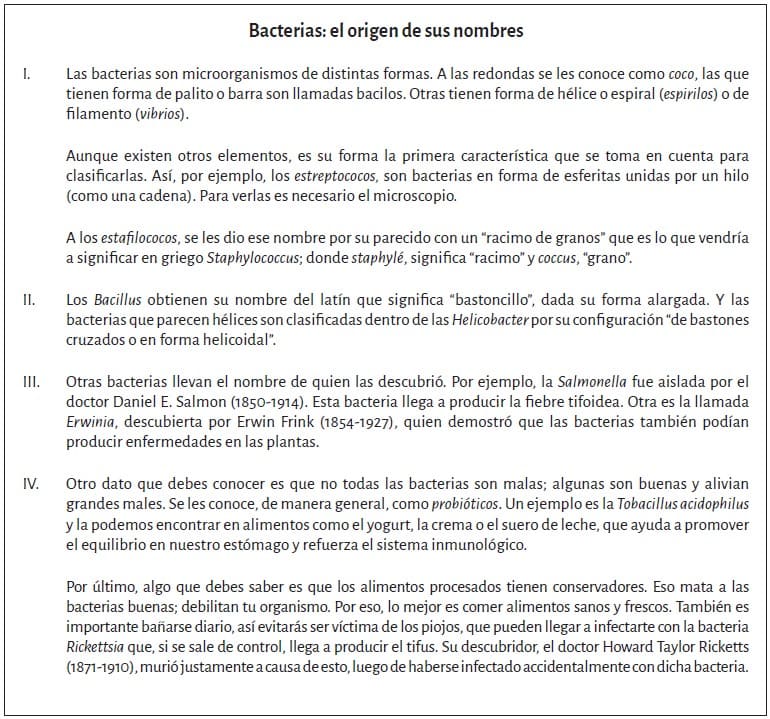 Bacterias: el origen de sus nombres
I. Las bacterias son microorganismos de distintas formas. A las redondas se les conoce como coco, las que
tienen forma de palito o barra son llamadas bacilos. Otras tienen forma de hélice o espiral (espirilos) o de
filamento (vibrios).
Aunque existen otros elementos, es su forma la primera característica que se toma en cuenta para
clasificarlas. Así, por ejemplo, los estreptococos, son bacterias en forma de esferitas unidas por un hilo
(como una cadena). Para verlas es necesario el microscopio.
A los estafilococos, se les dio ese nombre por su parecido con un “racimo de granos” que es lo que vendría
a significar en griego Staphylococcus; donde staphylé, significa “racimo” y coccus, “grano”.
II. Los Bacillus obtienen su nombre del latín que significa “bastoncillo”, dada su forma alargada. Y las
bacterias que parecen hélices son clasificadas dentro de las Helicobacter por su configuración “de bastones
cruzados o en forma helicoidal”.
III. Otras bacterias llevan el nombre de quien las descubrió. Por ejemplo, la Salmonella fue aislada por el
doctor Daniel E. Salmon (1850-1914). Esta bacteria llega a producir la fiebre tifoidea. Otra es la llamada
Erwinia, descubierta por Erwin Frink (1854-1927), quien demostró que las bacterias también podían
producir enfermedades en las plantas.
IV. Otro dato que debes conocer es que no todas las bacterias son malas; algunas son buenas y alivian
grandes males. Se les conoce, de manera general, como probióticos. Un ejemplo es la Tobacillus acidophilus
y la podemos encontrar en alimentos como el yogurt, la crema o el suero de leche, que ayuda a promover
el equilibrio en nuestro estómago y refuerza el sistema inmunológico.
Por último, algo que debes saber es que los alimentos procesados tienen conservadores. Eso mata a las
bacterias buenas; debilitan tu organismo. Por eso, lo mejor es comer alimentos sanos y frescos. También es
importante bañarse diario, así evitarás ser víctima de los piojos, que pueden llegar a infectarte con la bacteria
Rickettsia que, si se sale de control, llega a producir el tifus. Su descubridor, el doctor Howard Taylor Ricketts
(1871-1910), murió justamente a causa de esto, luego de haberse infectado accidentalmente con dicha bacteria.